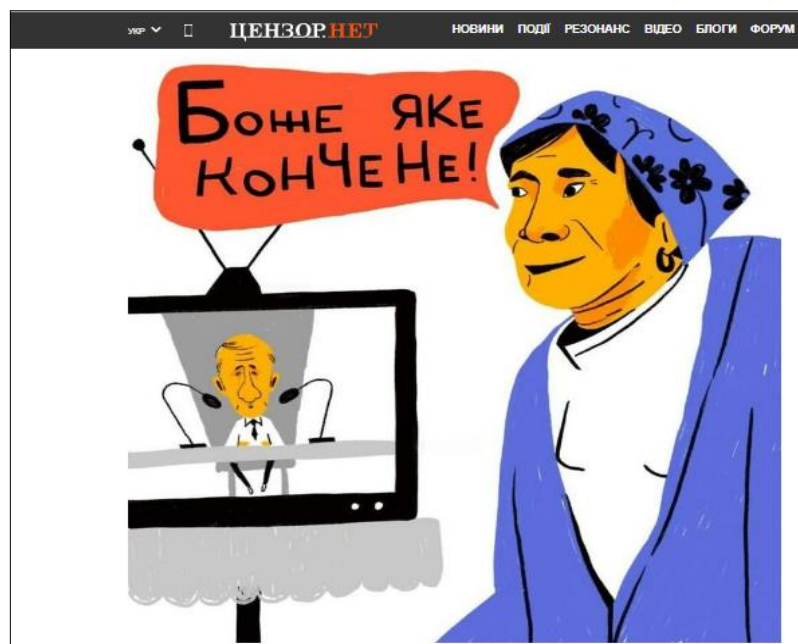 УКР ЦЕНЗОР.НЕТ НОВИНИ ПОДІЇ РЕЗОНАНС ВІДЕО БЛОГИ ФОРУМ
БОЖЕ ЯКЕ
КОНЧЕНЕ!